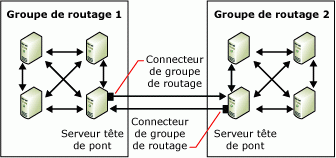 Groupe de routage 1
Groupe de routage 2
Connecteur
de groupe
de routage
Serveur tête
de pont
Connecteur
de groupe
de routage
Serveur tête
de pont